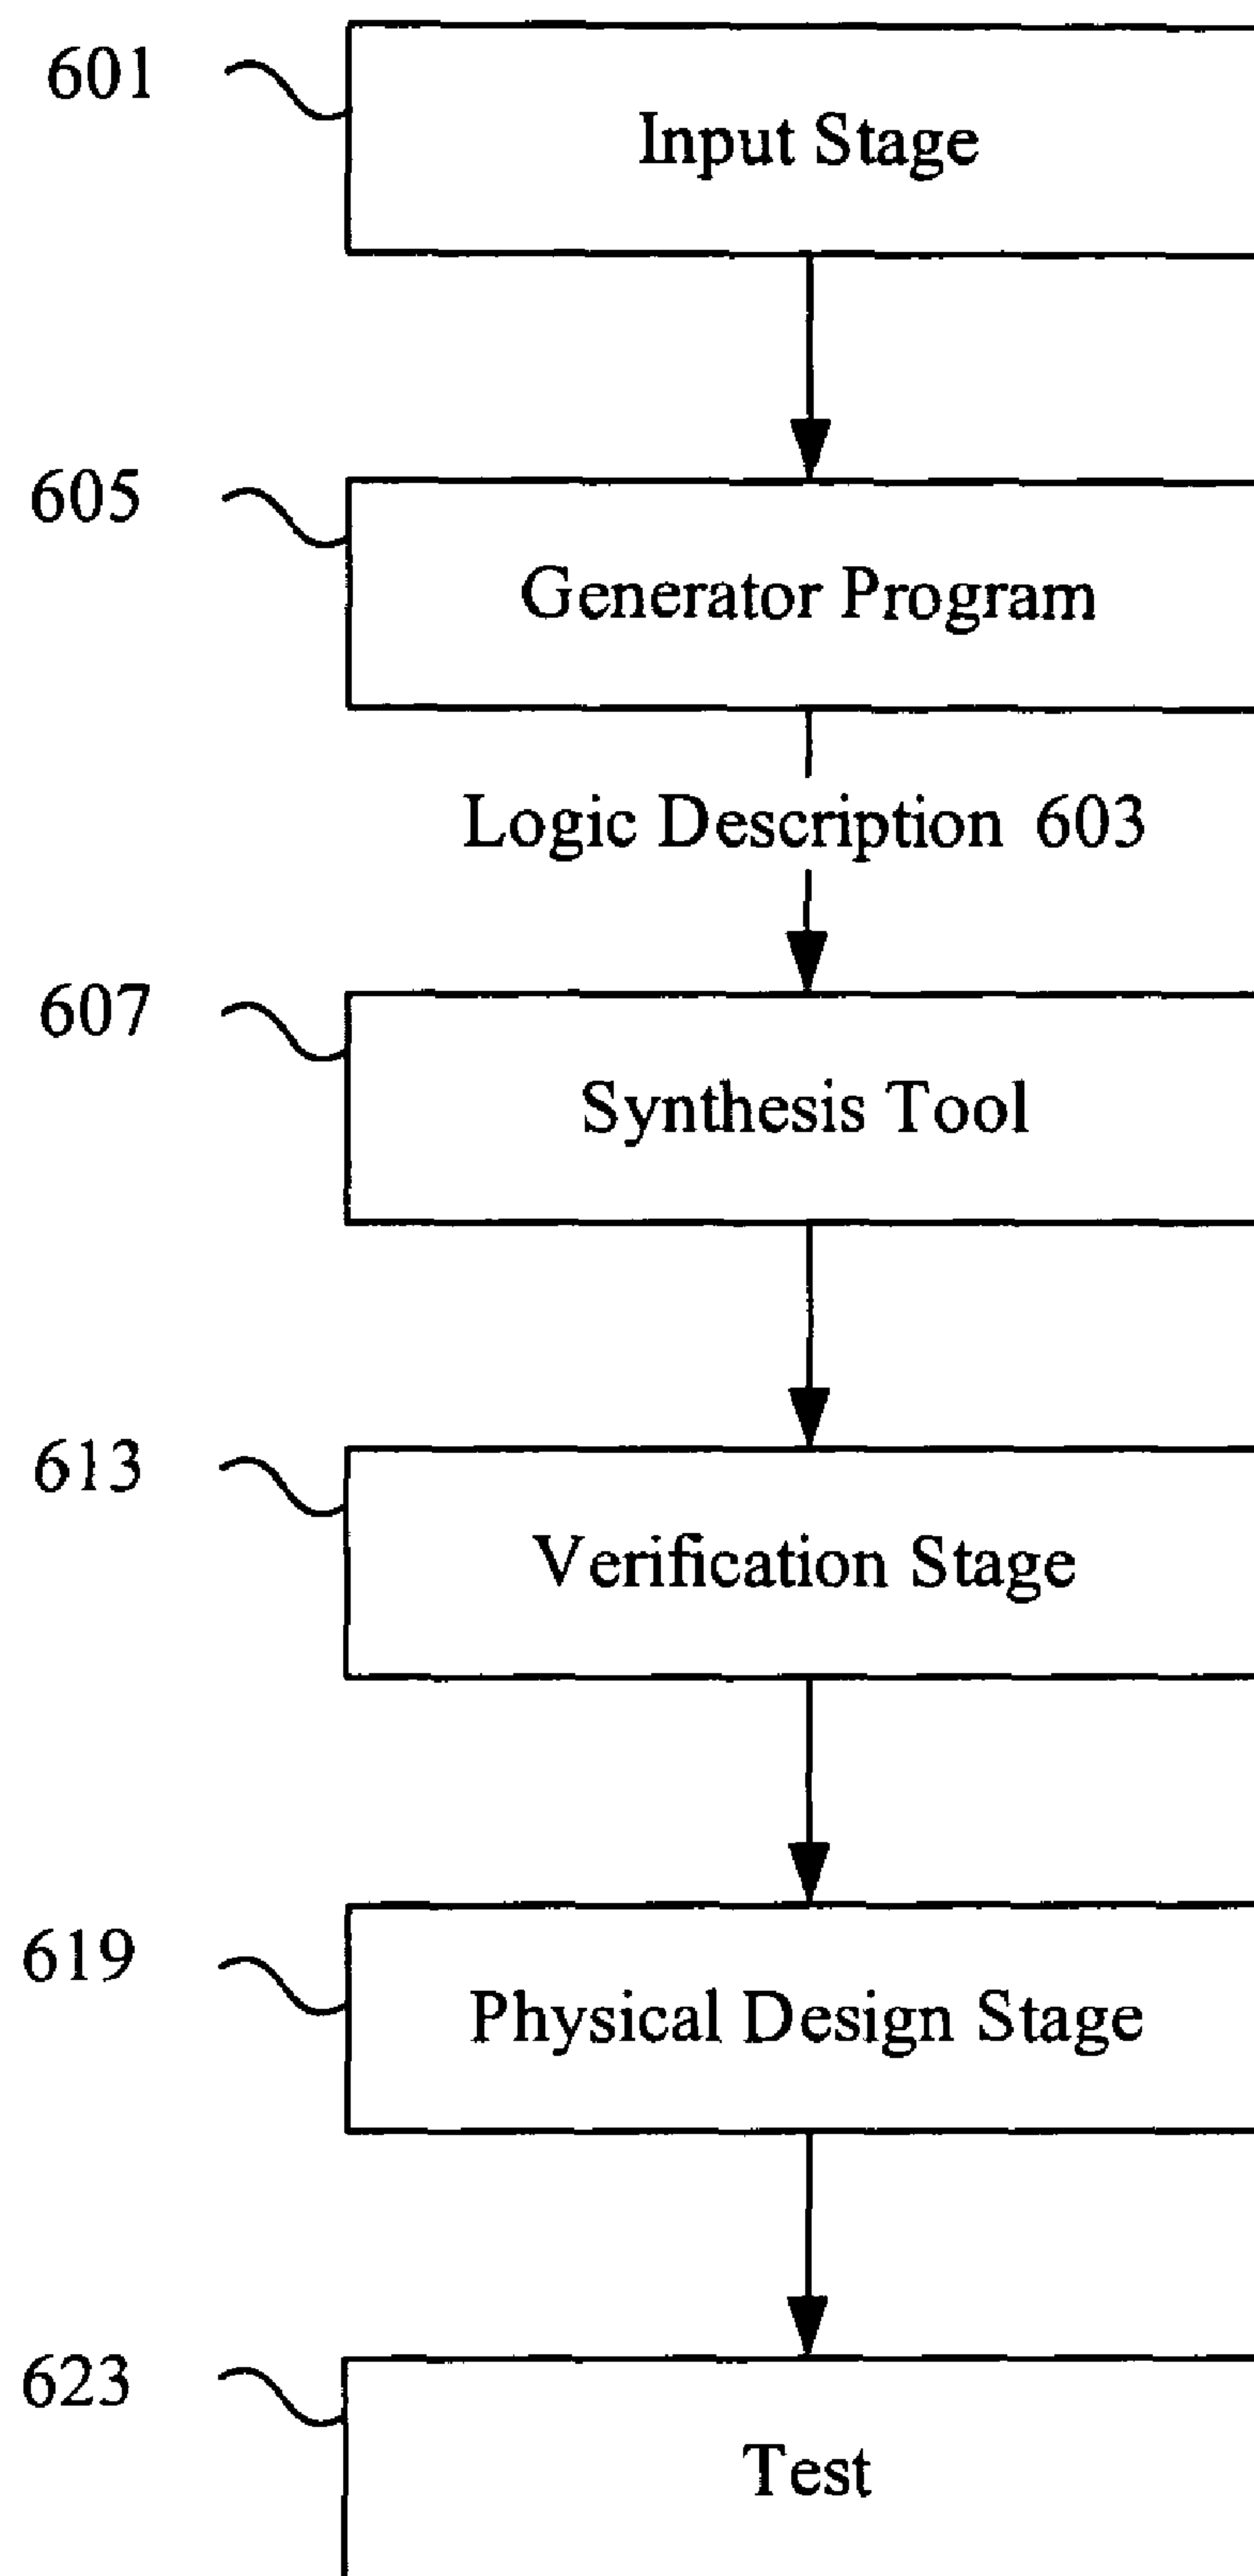 601
Input Stage
605
Generator Program
Logic Description 603
607
Synthesis Tool
613
Verification Stage
619
Physical Design Stage
623
Test